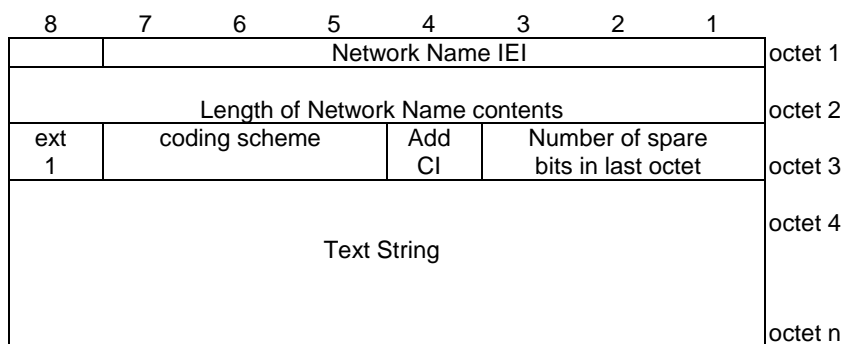 8 7 6 5 4 3 2 1
Network Name IEI octet 1
Length of Network Name contents octet 2
ext coding scheme Add Number of spare
1 CI bits in last octet octet 3
octet 4
Text String
octet n